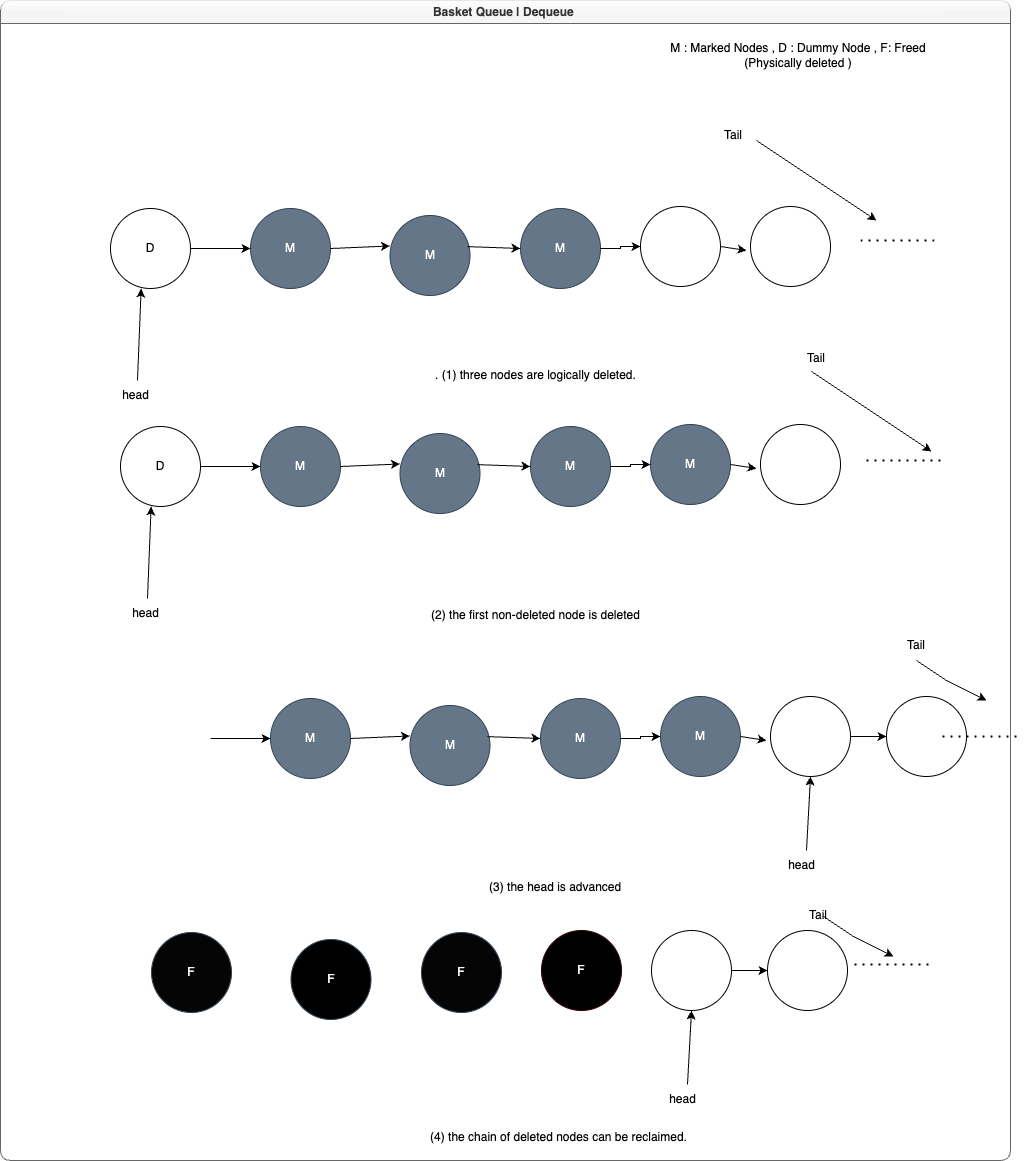 Basket Queue | Dequeue
M : Marked Nodes , D : Dummy Node , F: Freed
(Physically deleted )
Tail
D
M
M
M
head
. (1) three nodes are logically deleted.
Tail
D
M
M
M
M
head
(2) the first non-deleted node is deleted
Tail
M
M
M
M
head
(3) the head is advanced
Tail
F
F
F
F
head
(4) the chain of deleted nodes can be reclaimed.